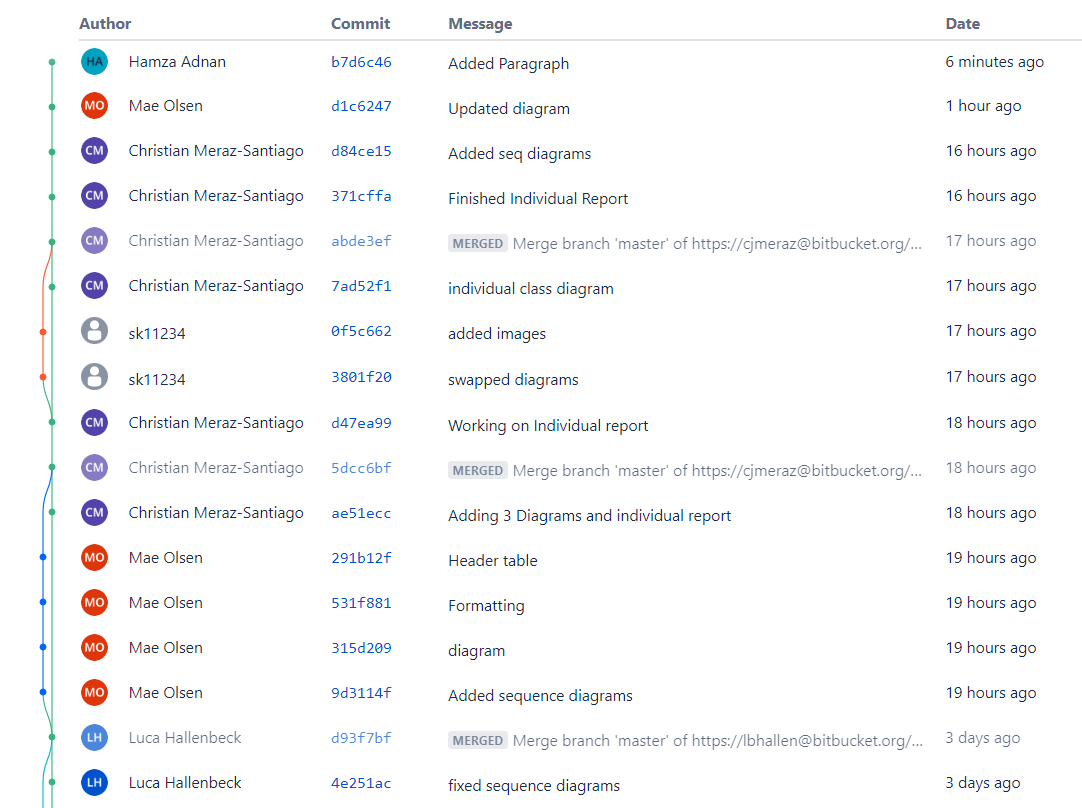 Author Commit Message Date
HA Hamza Adnan b7d6c46 Added Paragraph 6 minutes ago
MO Mae Olsen d1c6247 Updated diagram 1 hour ago
CM Christian Meraz-Santiago d84ce15 Added seq diagrams 16 hours ago
CM Christian Meraz-Santiago 371cffa Finished Individual Report 16 hours ago
CM Christian Meraz-Santiago abde3ef MERGED Merge branch 'master' of https://cjmeraz@bitbucket.org/... 17 hours ago
CM Christian Meraz-Santiago 7ad52f1 individual class diagram 17 hours ago
sk11234 0f5c662 added images 17 hours ago
sk11234 3801f20 swapped diagrams 17 hours ago
CM Christian Meraz-Santiago d47ea99 Working on Individual report 18 hours ago
CM Christian Meraz-Santiago 5dcc6bf MERGED Merge branch 'master' of https://cjmeraz@bitbucket.org/... 18 hours ago
CM Christian Meraz-Santiago ae51ecc Adding 3 Diagrams and individual report 18 hours ago
MO Mae Olsen 291b12f Header table 19 hours ago
MO Mae Olsen 531f881 Formatting 19 hours ago
MO Mae Olsen 315d209 diagram 19 hours ago
MO Mae Olsen 9d3114f Added sequence diagrams 19 hours ago
LH Luca Hallenbeck d93f7bf MERGED Merge branch 'master' of https://lbhallen@bitbucket.org/... 3 days ago
LH Luca Hallenbeck 4e251ac fixed sequence diagrams 3 days ago